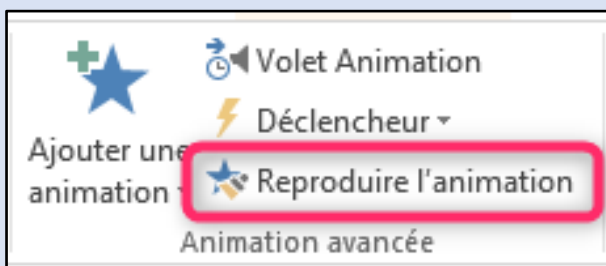 Volet Animation
Déclencheur
Ajouter une
animation
Reproduire l'animation
Animation avancée